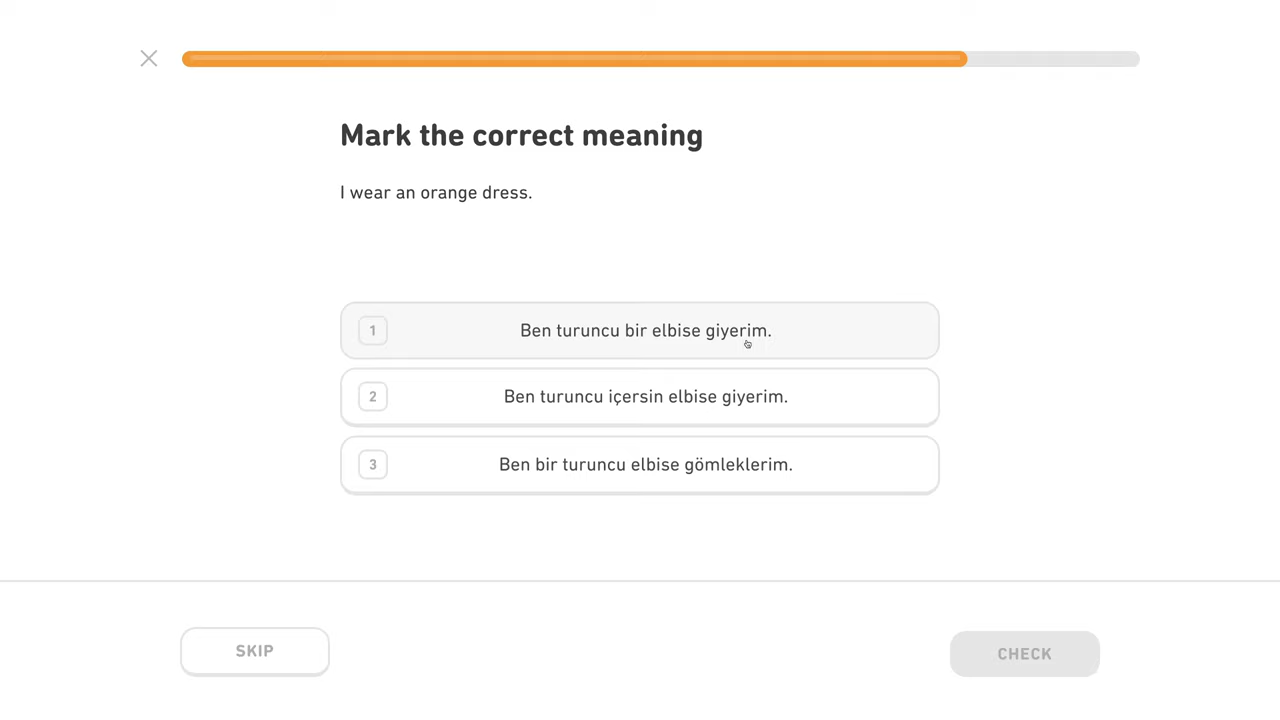 Mark the correct meaning
I wear an orange dress.
1 Ben turuncu bir elbise giyerim.
2 Ben turuncu içersin elbise giyerim.
3 Ben bir turuncu elbise gömleklerim.
SKIP
CHECK